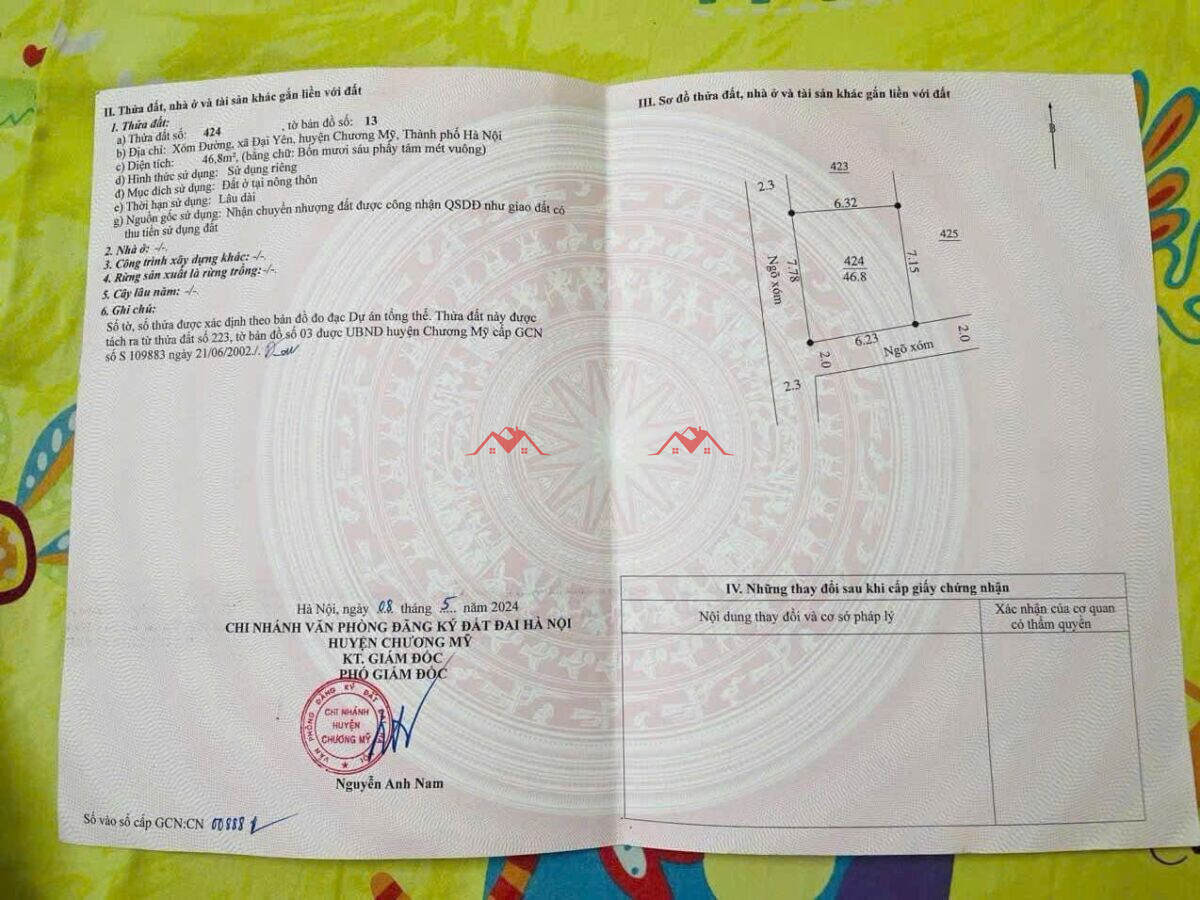 II. Thửa đất, nhà ở và tài sản khác gắn liền với đất
1. Thửa đất:
a) Thửa đất số: 424 , tờ bản đồ số: 13
b) Địa chỉ: Xóm Đường, xã Đại Yên, huyện Chương Mỹ, Thành phố Hà Nội
c) Diện tích: 46,8m², (bằng chữ: Bốn mươi sáu phẩy tám mét vuông)
d) Hình thức sử dụng: Sử dụng riêng
đ) Mục đích sử dụng: Đất ở tại nông thôn
e) Thời hạn sử dụng: Lâu dài
g) Nguồn gốc sử dụng: Nhận chuyển nhượng đất được công nhận QSDĐ như giao đất có
thu tiền sử dụng đất
2. Nhà ở: -/-.
3. Công trình xây dựng khác: -/-.
4. Rừng sản xuất là rừng trồng:-/-.
5. Cây lâu năm: -/-.
6. Ghi chú:
Số tờ, số thửa được xác định theo bản đồ đo đạc Dự án tổng thể. Thửa đất này được
tách ra từ thửa đất số 223, tờ bản đồ số 03 được UBND huyện Chương Mỹ cấp GCN
số S 109883 ngày 21/06/2002./.
Hà Nội, ngày 08 tháng 5 năm 2024
CHI NHÁNH VĂN PHÒNG ĐĂNG KÝ ĐẤT ĐAI HÀ NỘI
HUYỆN CHƯƠNG MỸ
KT. GIÁM ĐỐC
PHÓ GIÁM ĐỐC
VĂN PHÒNG ĐĂNG KÝ ĐẤT ĐAI HÀ NỘI
CHI NHÁNH
HUYỆN
CHƯƠNG MỸ
Nguyễn Anh Nam
Số vào sổ cấp GCN:CN 00888
III. Sơ đồ thửa đất, nhà ở và tài sản khác gắn liền với đất
B
423
2.3
6.32
425
Ngõ xóm
7.78
424
46.8
7.15
6.23
2.0
Ngõ xóm
2.0
2.3
IV. Những thay đổi sau khi cấp giấy chứng nhận
Nội dung thay đổi và cơ sở pháp lý
Xác nhận của cơ quan
có thẩm quyền